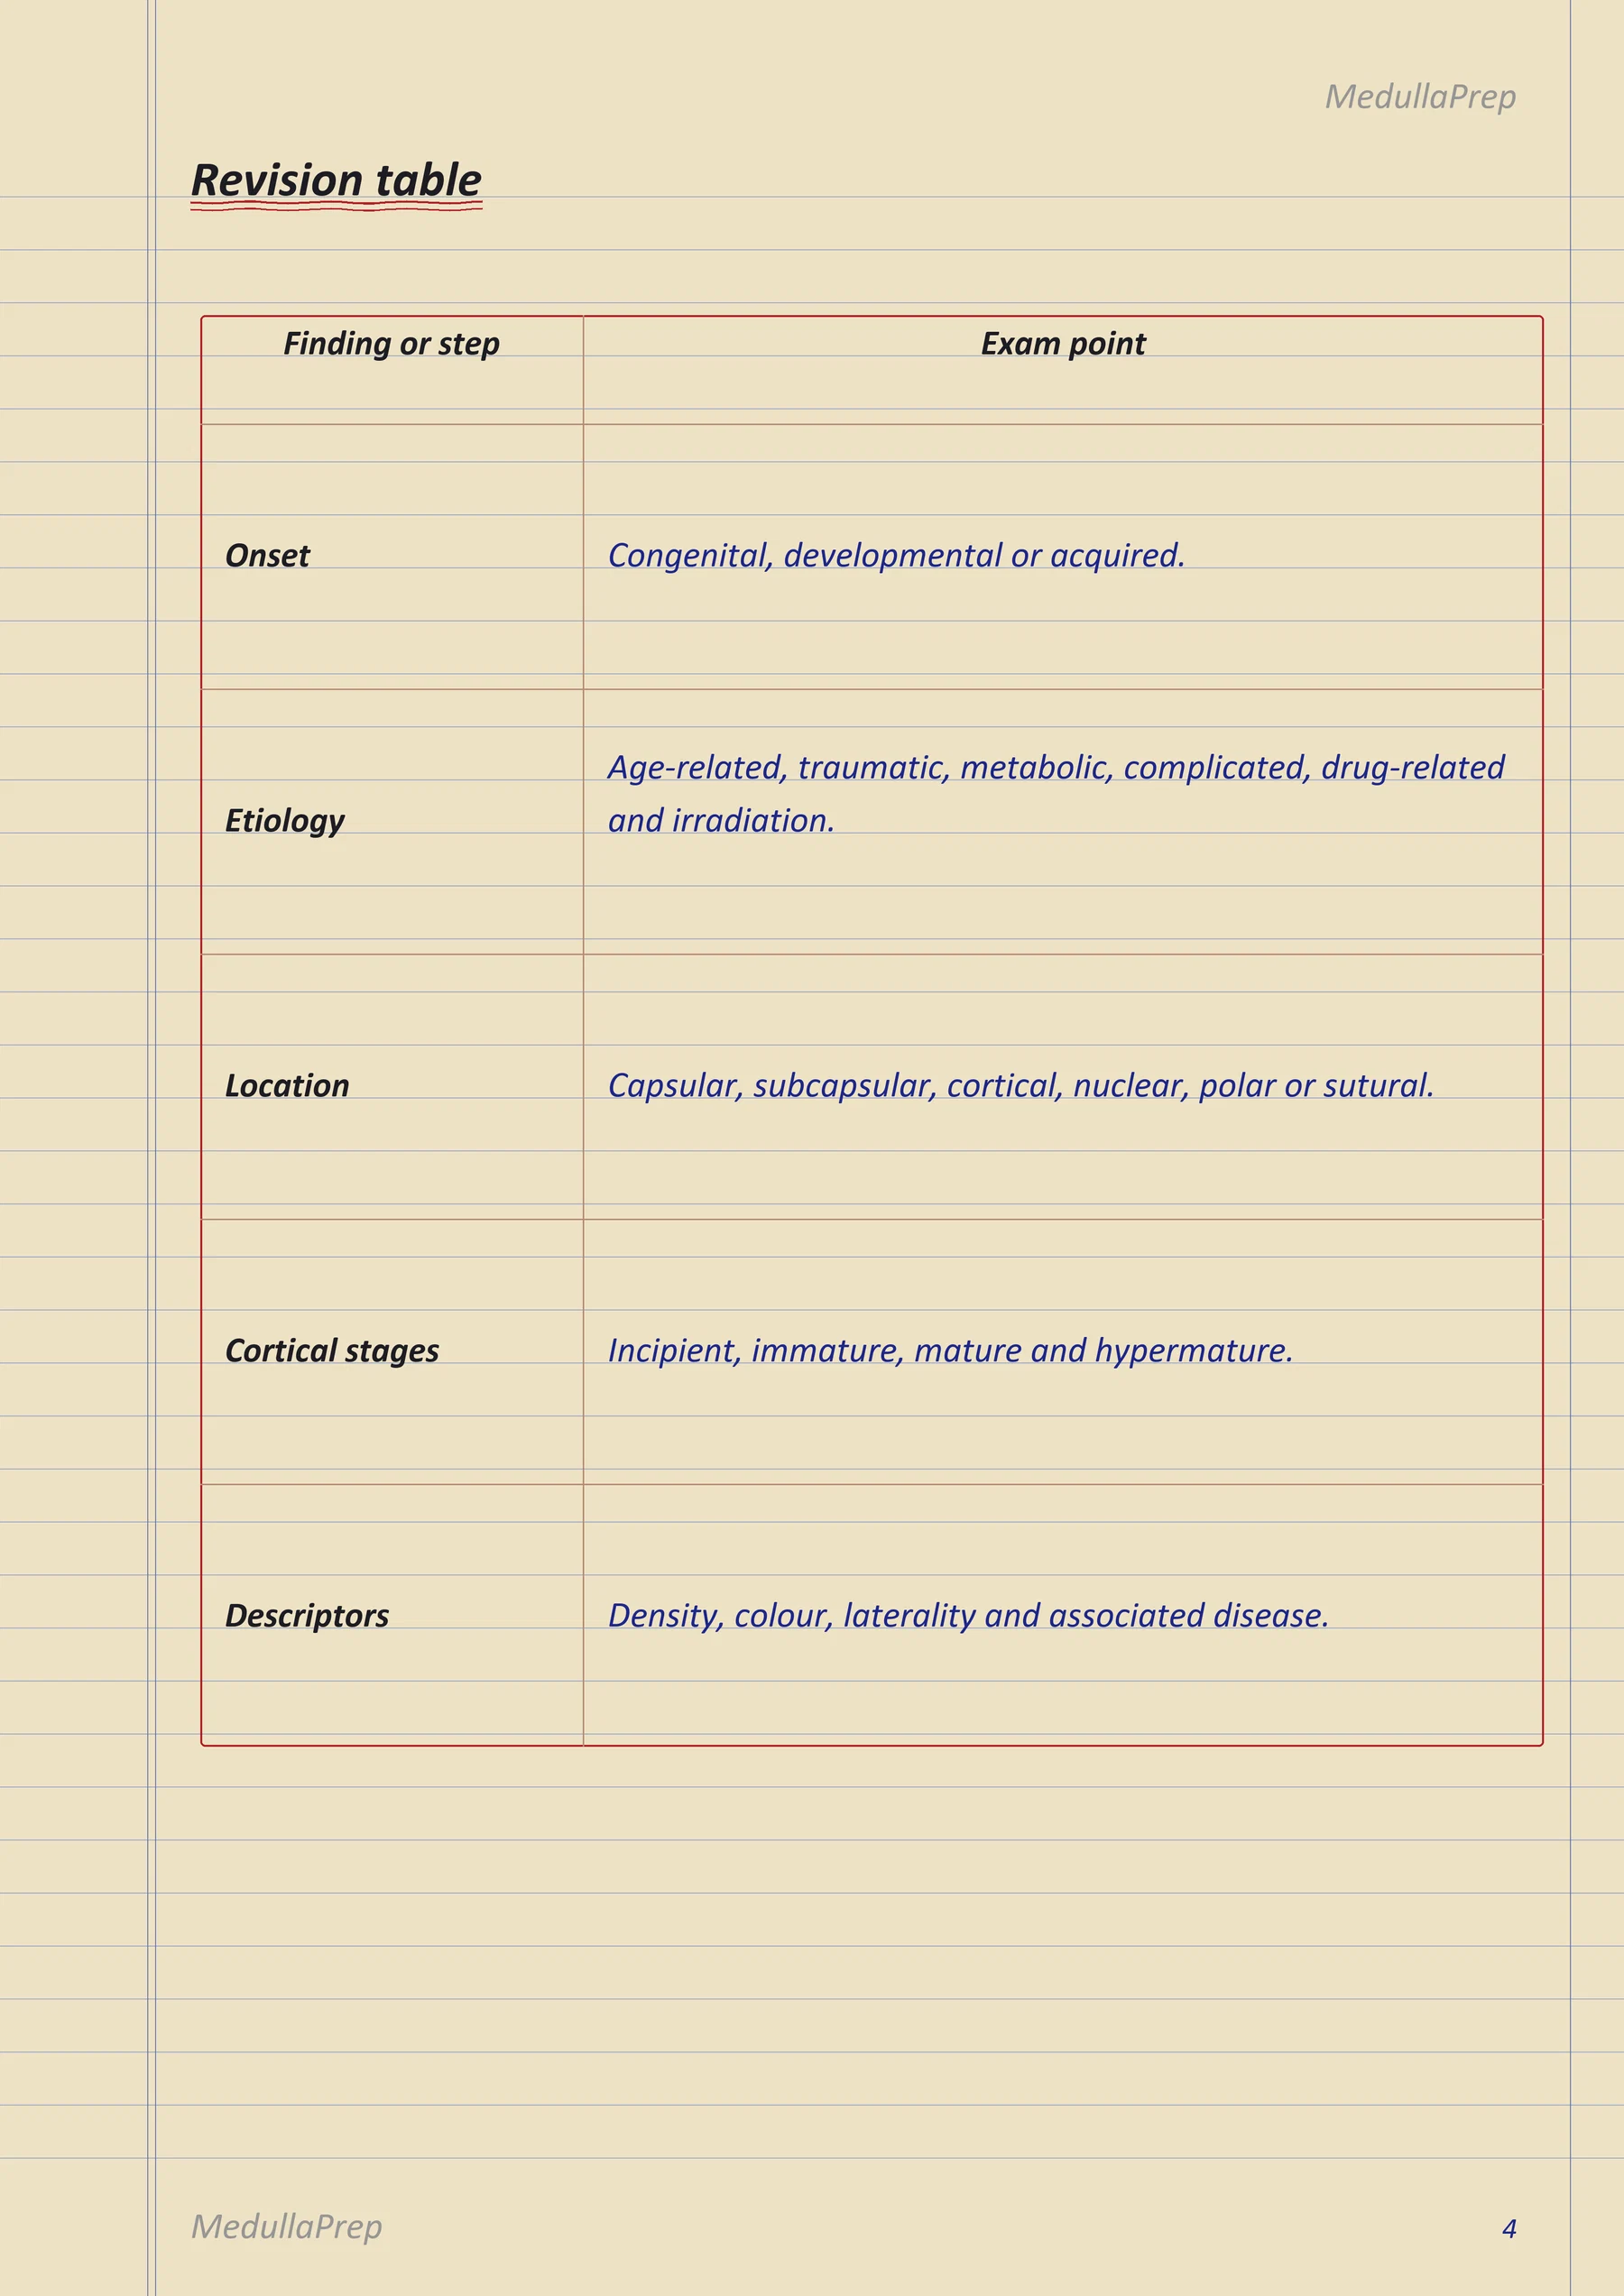 MedullaPrep
Revision table
Finding or step
Exam point
Onset
Congenital, developmental or acquired.
Etiology
Age-related, traumatic, metabolic, complicated, drug-related
and irradiation.
Location
Capsular, subcapsular, cortical, nuclear, polar or sutural.
Cortical stages
Incipient, immature, mature and hypermature.
Descriptors
Density, colour, laterality and associated disease.
MedullaPrep
4